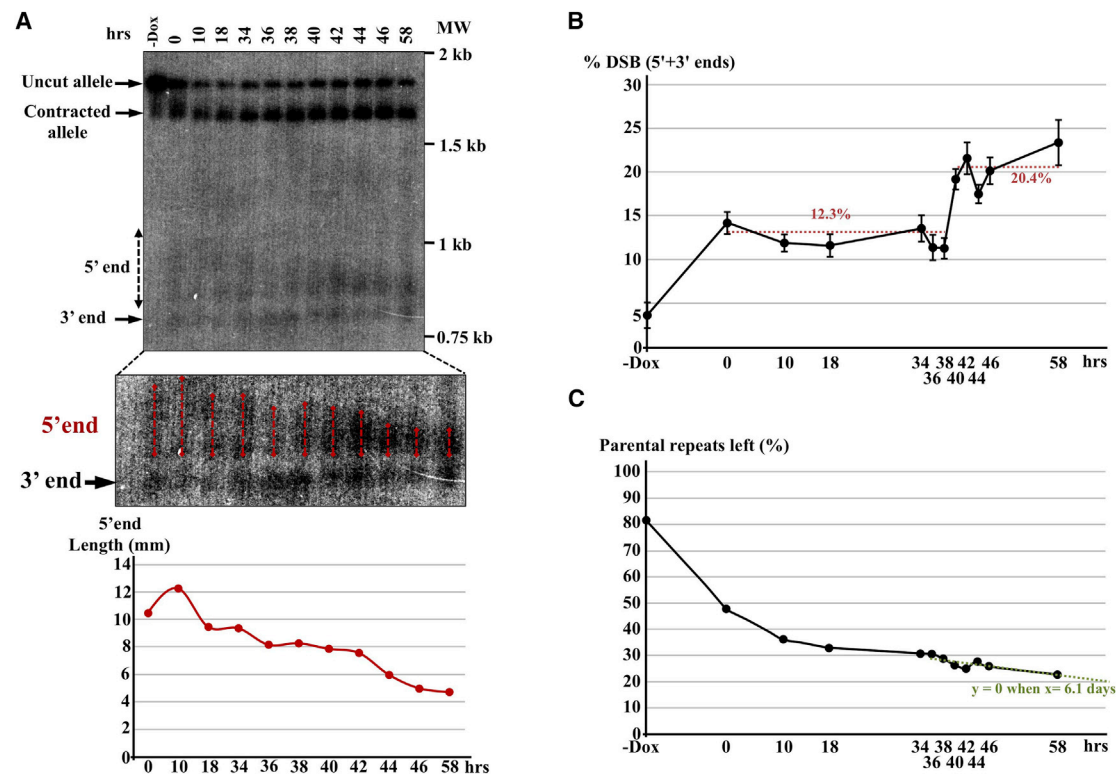 A
hrs -Dox 0 10 18 34 36 38 40 42 44 46 58 MW
2 kb
Uncut allele
Contracted
allele
1.5 kb
1 kb
5' end
3' end
0.75 kb
5'end
3' end
5'end
Length (mm)
14
12
10
8
6
4
2
0
0 10 18 34 36 38 40 42 44 46 58 hrs
B
% DSB (5'+3' ends)
30
25
20
15
10
5
0
12.3%
20.4%
-Dox 0 10 18 34 38 42 46 58 hrs
36 40 44
C
Parental repeats left (%)
100
90
80
70
60
50
40
30
20
10
0
y = 0 when x= 6.1 days
-Dox 0 10 18 34 38 42 46 58 hrs
36 40 44